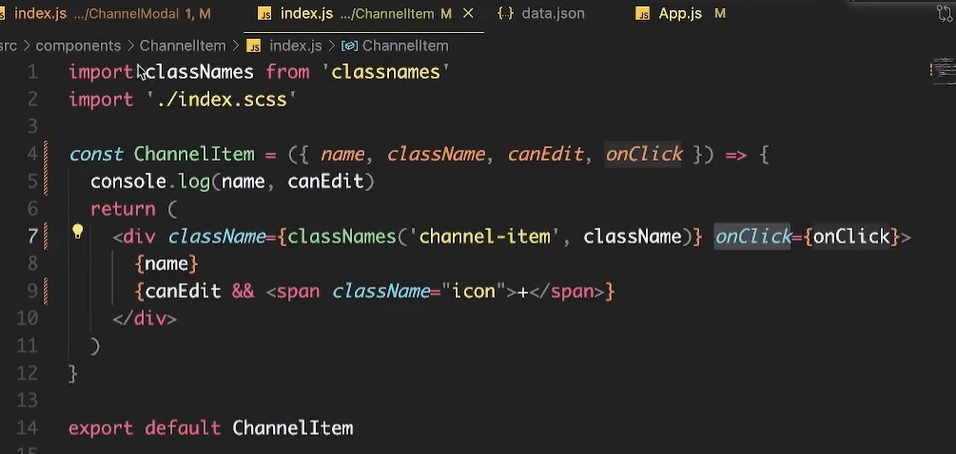 index.js .../ChannelModal 1, M
index.js .../ChannelItem M
data.json
App.js M
src > components > ChannelItem > index.js > ChannelItem
1 import classNames from 'classnames'
2 import './index.scss'
3
4 const ChannelItem = ({ name, className, canEdit, onClick }) => {
5 console.log(name, canEdit)
6 return (
7 <div className={classNames('channel-item', className)} onClick={onClick}>
8 {name}
9 {canEdit && <span className="icon">+</span>}
10 </div>
11 )
12 }
13
14 export default ChannelItem
15